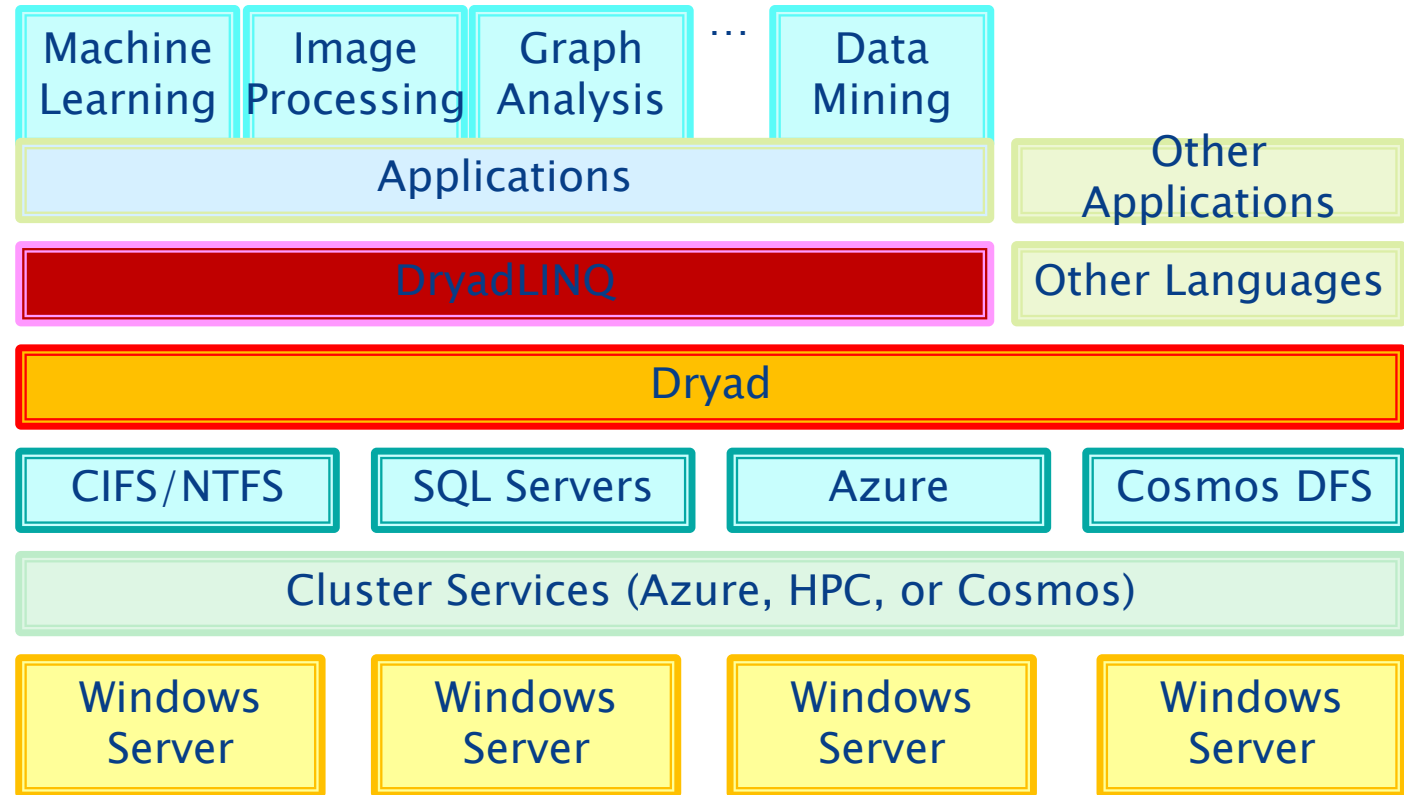 Machine
Learning
Image
Processing
Graph
Analysis
...
Data
Mining
Applications
Other
Applications
DryadLINQ
Other Languages
Dryad
CIFS/NTFS
SQL Servers
Azure
Cosmos DFS
Cluster Services (Azure, HPC, or Cosmos)
Windows
Server
Windows
Server
Windows
Server
Windows
Server